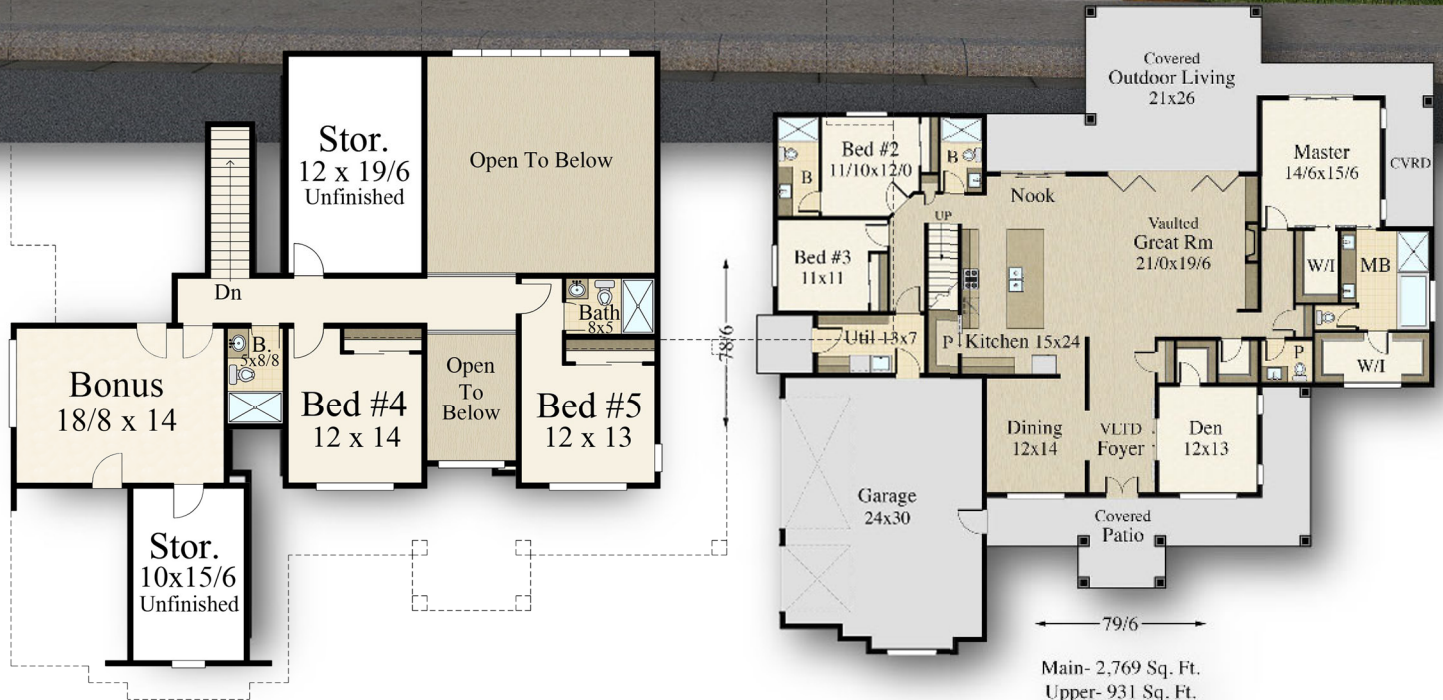 Stor.
12 x 19/6
Unfinished
Open To Below
Dn
Bath
8x5
B.
5x8/8
Bonus
18/8 x 14
Bed #4
12 x 14
Open
To
Below
Bed #5
12 x 13
Stor.
10x15/6
Unfinished
Covered
Outdoor Living
21x26
Bed #2
11/10x12/0
B
B
Master
14/6x15/6
CVRD
Nook
UP
Vaulted
Great Rm
21/0x19/6
Bed #3
11x11
W/I
MB
78/6
Util 13x7
P
Kitchen 15x24
P
W/I
Dining
12x14
VLTD
Foyer
Den
12x13
Garage
24x30
Covered
Patio
79/6
Main- 2,769 Sq. Ft.
Upper- 931 Sq. Ft.